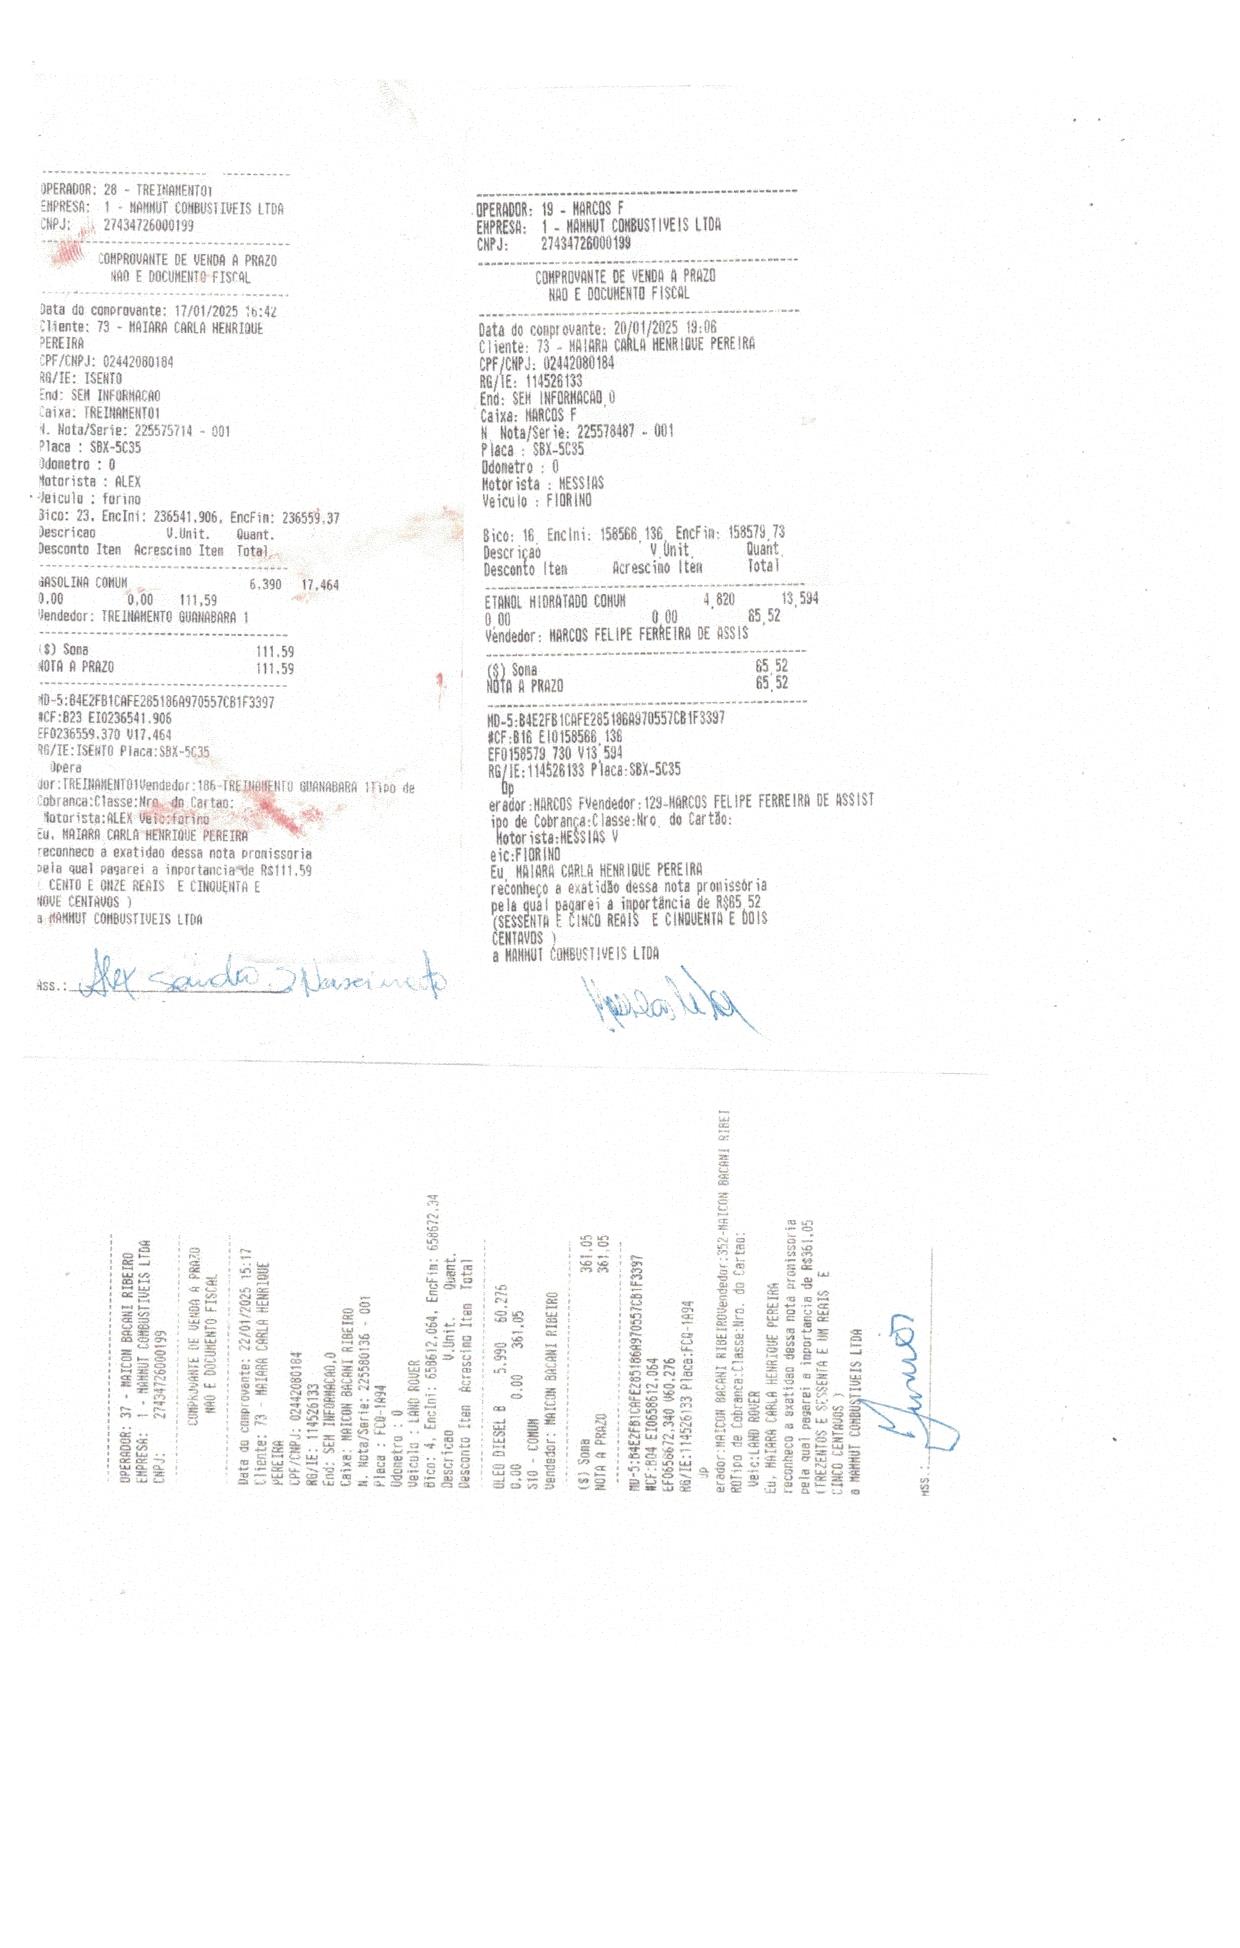 OPERADOR: 28 - TREINAMENTO1
EMPRESA: 1 - MAMMUT COMBUSTIVEIS LTDA
CNPJ: 27434726000199
COMPROVANTE DE VENDA A PRAZO
NAO E DOCUMENTO FISCAL
Data do comprovante: 17/01/2025 16:42
Cliente: 73 - MAIARA CARLA HENRIQUE
PEREIRA
CPF/CNPJ: 02442080184
RG/IE: ISENTO
End: SEM INFORMACAO
Caixa: TREINAMENTO1
N. Nota/Serie: 225575714 - 001
Placa : SBX-5C35
Odometro : 0
Motorista : ALEX
Veiculo : forino
Bico: 23, EncIni: 236541,906, EncFin: 236559,37
Descricao V.Unit. Quant.
Desconto Item Acrescimo Item Total
GASOLINA COMUM 6.390 17,464
0,00 0,00 111,59
Vendedor: TREINAMENTO GUANABARA 1
($) Soma 111,59
NOTA A PRAZO 111,59
MD-5:B4E2FB1CAFE285186A970557CB1F3397
#CF:B23 EI0236541.906
EF0236559.370 V17.464
RG/IE:ISENTO Placa:SBX-5C35
Opera
dor:TREINAMENTO1Vendedor:186-TREINAMENTO GUANABARA 1Tipo de
Cobranca:Classe:Nro. do Cartao:
Motorista:ALEX Veic:forino
Eu, MAIARA CARLA HENRIQUE PEREIRA
reconheco a exatidao dessa nota promissoria
pela qual pagarei a importancia de R$111,59
( CENTO E ONZE REAIS E CINQUENTA E
NOVE CENTAVOS )
a MAMMUT COMBUSTIVEIS LTDA
Ass.: Alex Sandro S Nascimento
OPERADOR: 19 - MARCOS F
EMPRESA: 1 - MAMMUT COMBUSTIVEIS LTDA
CNPJ: 27434726000199
COMPROVANTE DE VENDA A PRAZO
NAO E DOCUMENTO FISCAL
Data do comprovante: 20/01/2025 19:06
Cliente: 73 - MAIARA CARLA HENRIQUE PEREIRA
CPF/CNPJ: 02442080184
RG/IE: 114526133
End: SEM INFORMACAO,0
Caixa: MARCOS F
N. Nota/Serie: 225578487 - 001
Placa : SBX-5C35
Odometro : 0
Motorista : MESSIAS
Veiculo : FIORINO
Bico: 16, EncIni: 158566,136, EncFin: 158579,73
Descrição V.Unit. Quant.
Desconto Item Acrescimo Item Total
ETANOL HIDRATADO COMUM 4,820 13,594
0,00 0,00 65,52
Vendedor: MARCOS FELIPE FERREIRA DE ASSIS
($) Soma 65,52
NOTA A PRAZO 65,52
MD-5:B4E2FB1CAFE285186A970557CB1F3397
#CF:B16 EI0158566,136
EF0158579,730 V13,594
RG/IE:114526133 Placa:SBX-5C35
Op
erador:MARCOS FVendedor:129-MARCOS FELIPE FERREIRA DE ASSIST
ipo de Cobrança:Classe:Nro. do Cartão:
Motorista:MESSIAS V
eic:FIORINO
Eu, MAIARA CARLA HENRIQUE PEREIRA
reconheço a exatidão dessa nota promissória
pela qual pagarei a importância de R$65,52
(SESSENTA E CINCO REAIS E CINQUENTA E DOIS
CENTAVOS )
a MAMMUT COMBUSTIVEIS LTDA
OPERADOR: 37 - MAICON BACANI RIBEIRO
EMPRESA: 1 - MAMMUT COMBUSTIVEIS LTDA
CNPJ: 27434726000199
COMPROVANTE DE VENDA A PRAZO
NAO E DOCUMENTO FISCAL
Data do comprovante: 22/01/2025 15:17
Cliente: 73 - MAIARA CARLA HENRIQUE
PEREIRA
CPF/CNPJ: 02442080184
RG/IE: 114526133
End: SEM INFORMACAO,0
Caixa: MAICON BACANI RIBEIRO
N. Nota/Serie: 225580136 - 001
Placa : FCQ-1A94
Odometro : 0
Veiculo : LAND ROVER
Bico: 4, EncIni: 658612,064, EncFin: 658672,34
Descricao V.Unit. Quant.
Desconto Item Acrescimo Item Total
OLEO DIESEL B 5.990 60.276
0,00 0,00 361,05
S10 - COMUM
Vendedor: MAICON BACANI RIBEIRO
($) Soma 361,05
NOTA A PRAZO 361,05
MD-5:B4E2FB1CAFE285186A970557CB1F3397
#CF:B04 EI0658612.064
EF0658672.340 V60.276
RG/IE:114526133 Placa:FCQ-1A94
Op
erador:MAICON BACANI RIBEIROVendedor:352-MAICON BACANI RIBEI
ROTipo de Cobranca:Classe:Nro. do Cartao:
Veic:LAND ROVER
Eu, MAIARA CARLA HENRIQUE PEREIRA
reconheco a exatidao dessa nota promissoria
pela qual pagarei a importancia de R$361,05
(TREZENTOS E SESSENTA E UM REAIS E
CINCO CENTAVOS )
a MAMMUT COMBUSTIVEIS LTDA
Ass.: